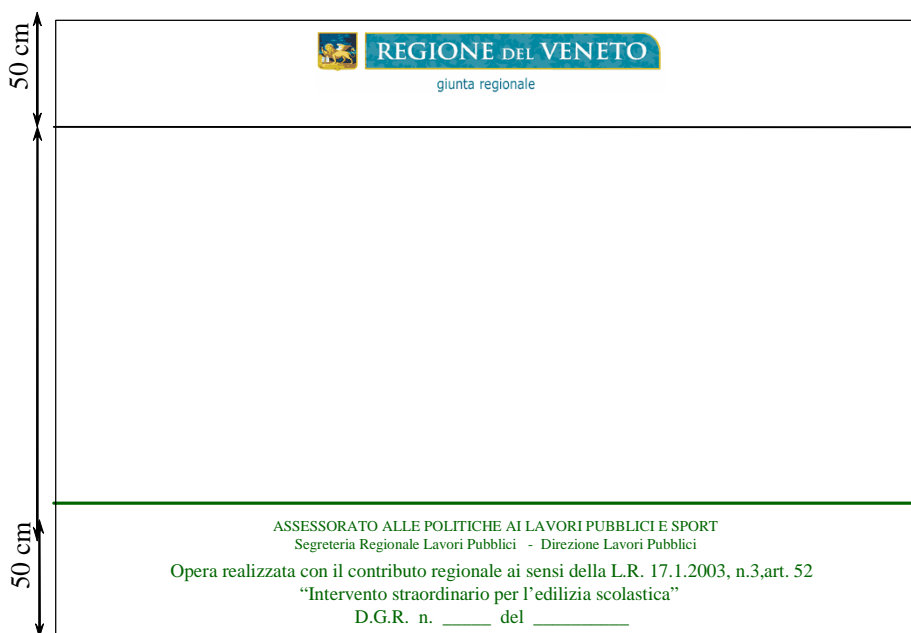 50 cm
REGIONE DEL VENETO
giunta regionale
50 cm
ASSESSORATO ALLE POLITICHE AI LAVORI PUBBLICI E SPORT
Segreteria Regionale Lavori Pubblici - Direzione Lavori Pubblici
Opera realizzata con il contributo regionale ai sensi della L.R. 17.1.2003, n.3,art. 52
“Intervento straordinario per l’edilizia scolastica”
D.G.R. n. _____ del __________